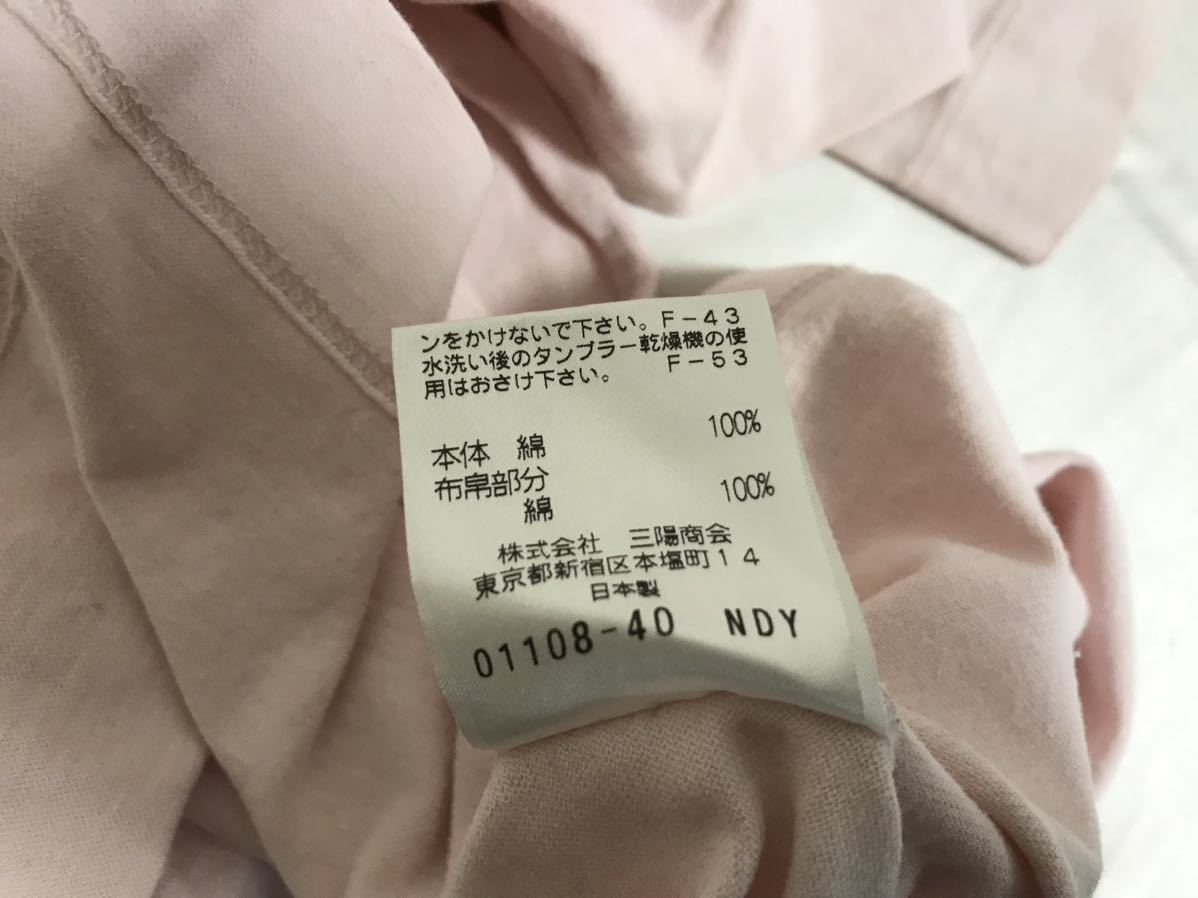 ンをかけないで下さい。F-43
水洗い後のタンブラー乾燥機の使
用はおさけ下さい。 F-53
本体 綿 100%
布帛部分
綿 100%
株式会社 三陽商会
東京都新宿区本塩町14
日本製
01108-40 NDY